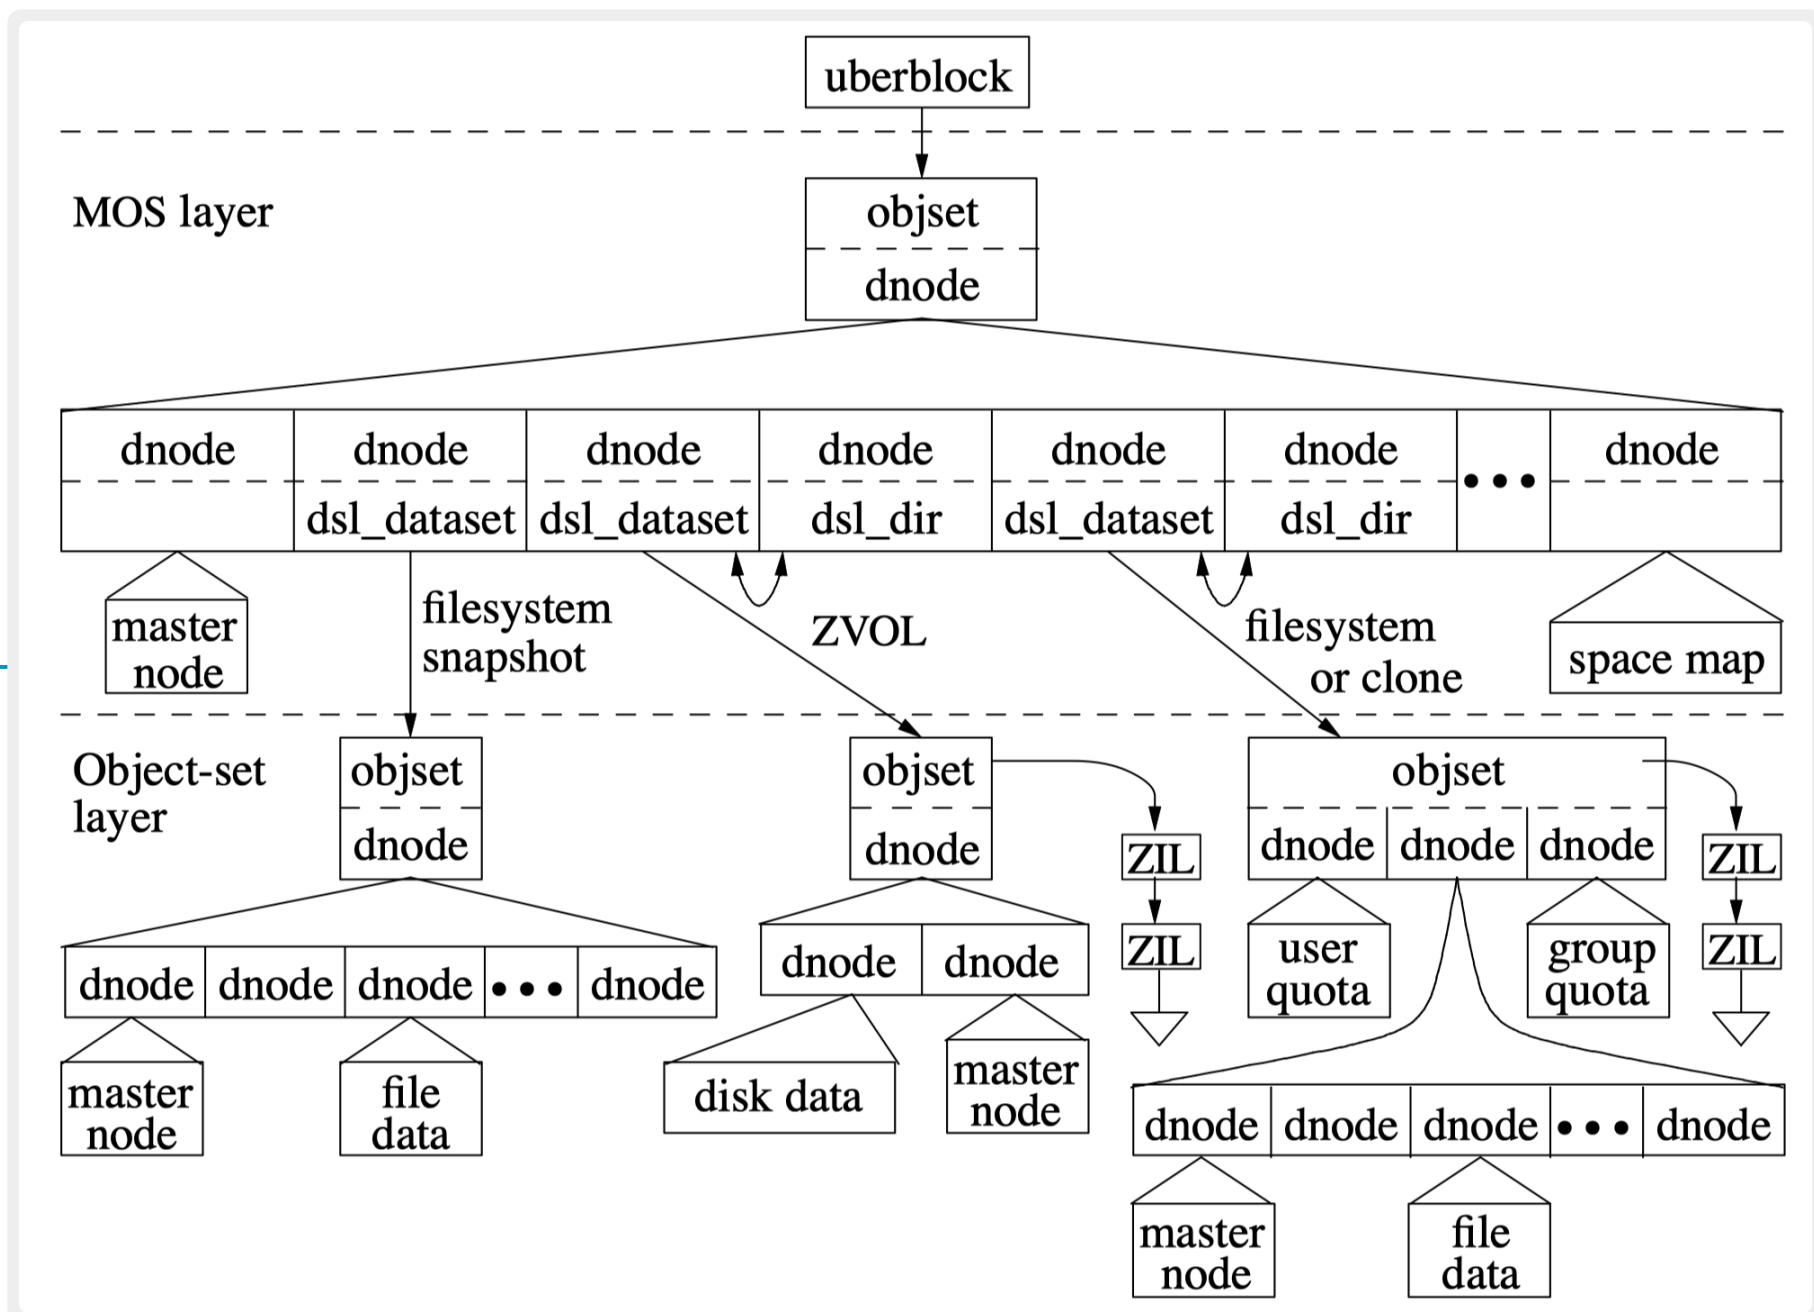 uberblock
MOS layer
objset
dnode
dnode dnode dnode dnode dnode dnode ••• dnode
dsl_dataset dsl_dataset dsl_dir dsl_dataset dsl_dir
master
node
filesystem
snapshot
ZVOL
filesystem
or clone
space map
Object-set
layer
objset
dnode
dnode dnode dnode ••• dnode
master
node
file
data
objset
dnode
dnode dnode
disk data
master
node
ZIL
ZIL
objset
dnode dnode dnode
user
quota
group
quota
ZIL
ZIL
dnode dnode dnode ••• dnode
master
node
file
data